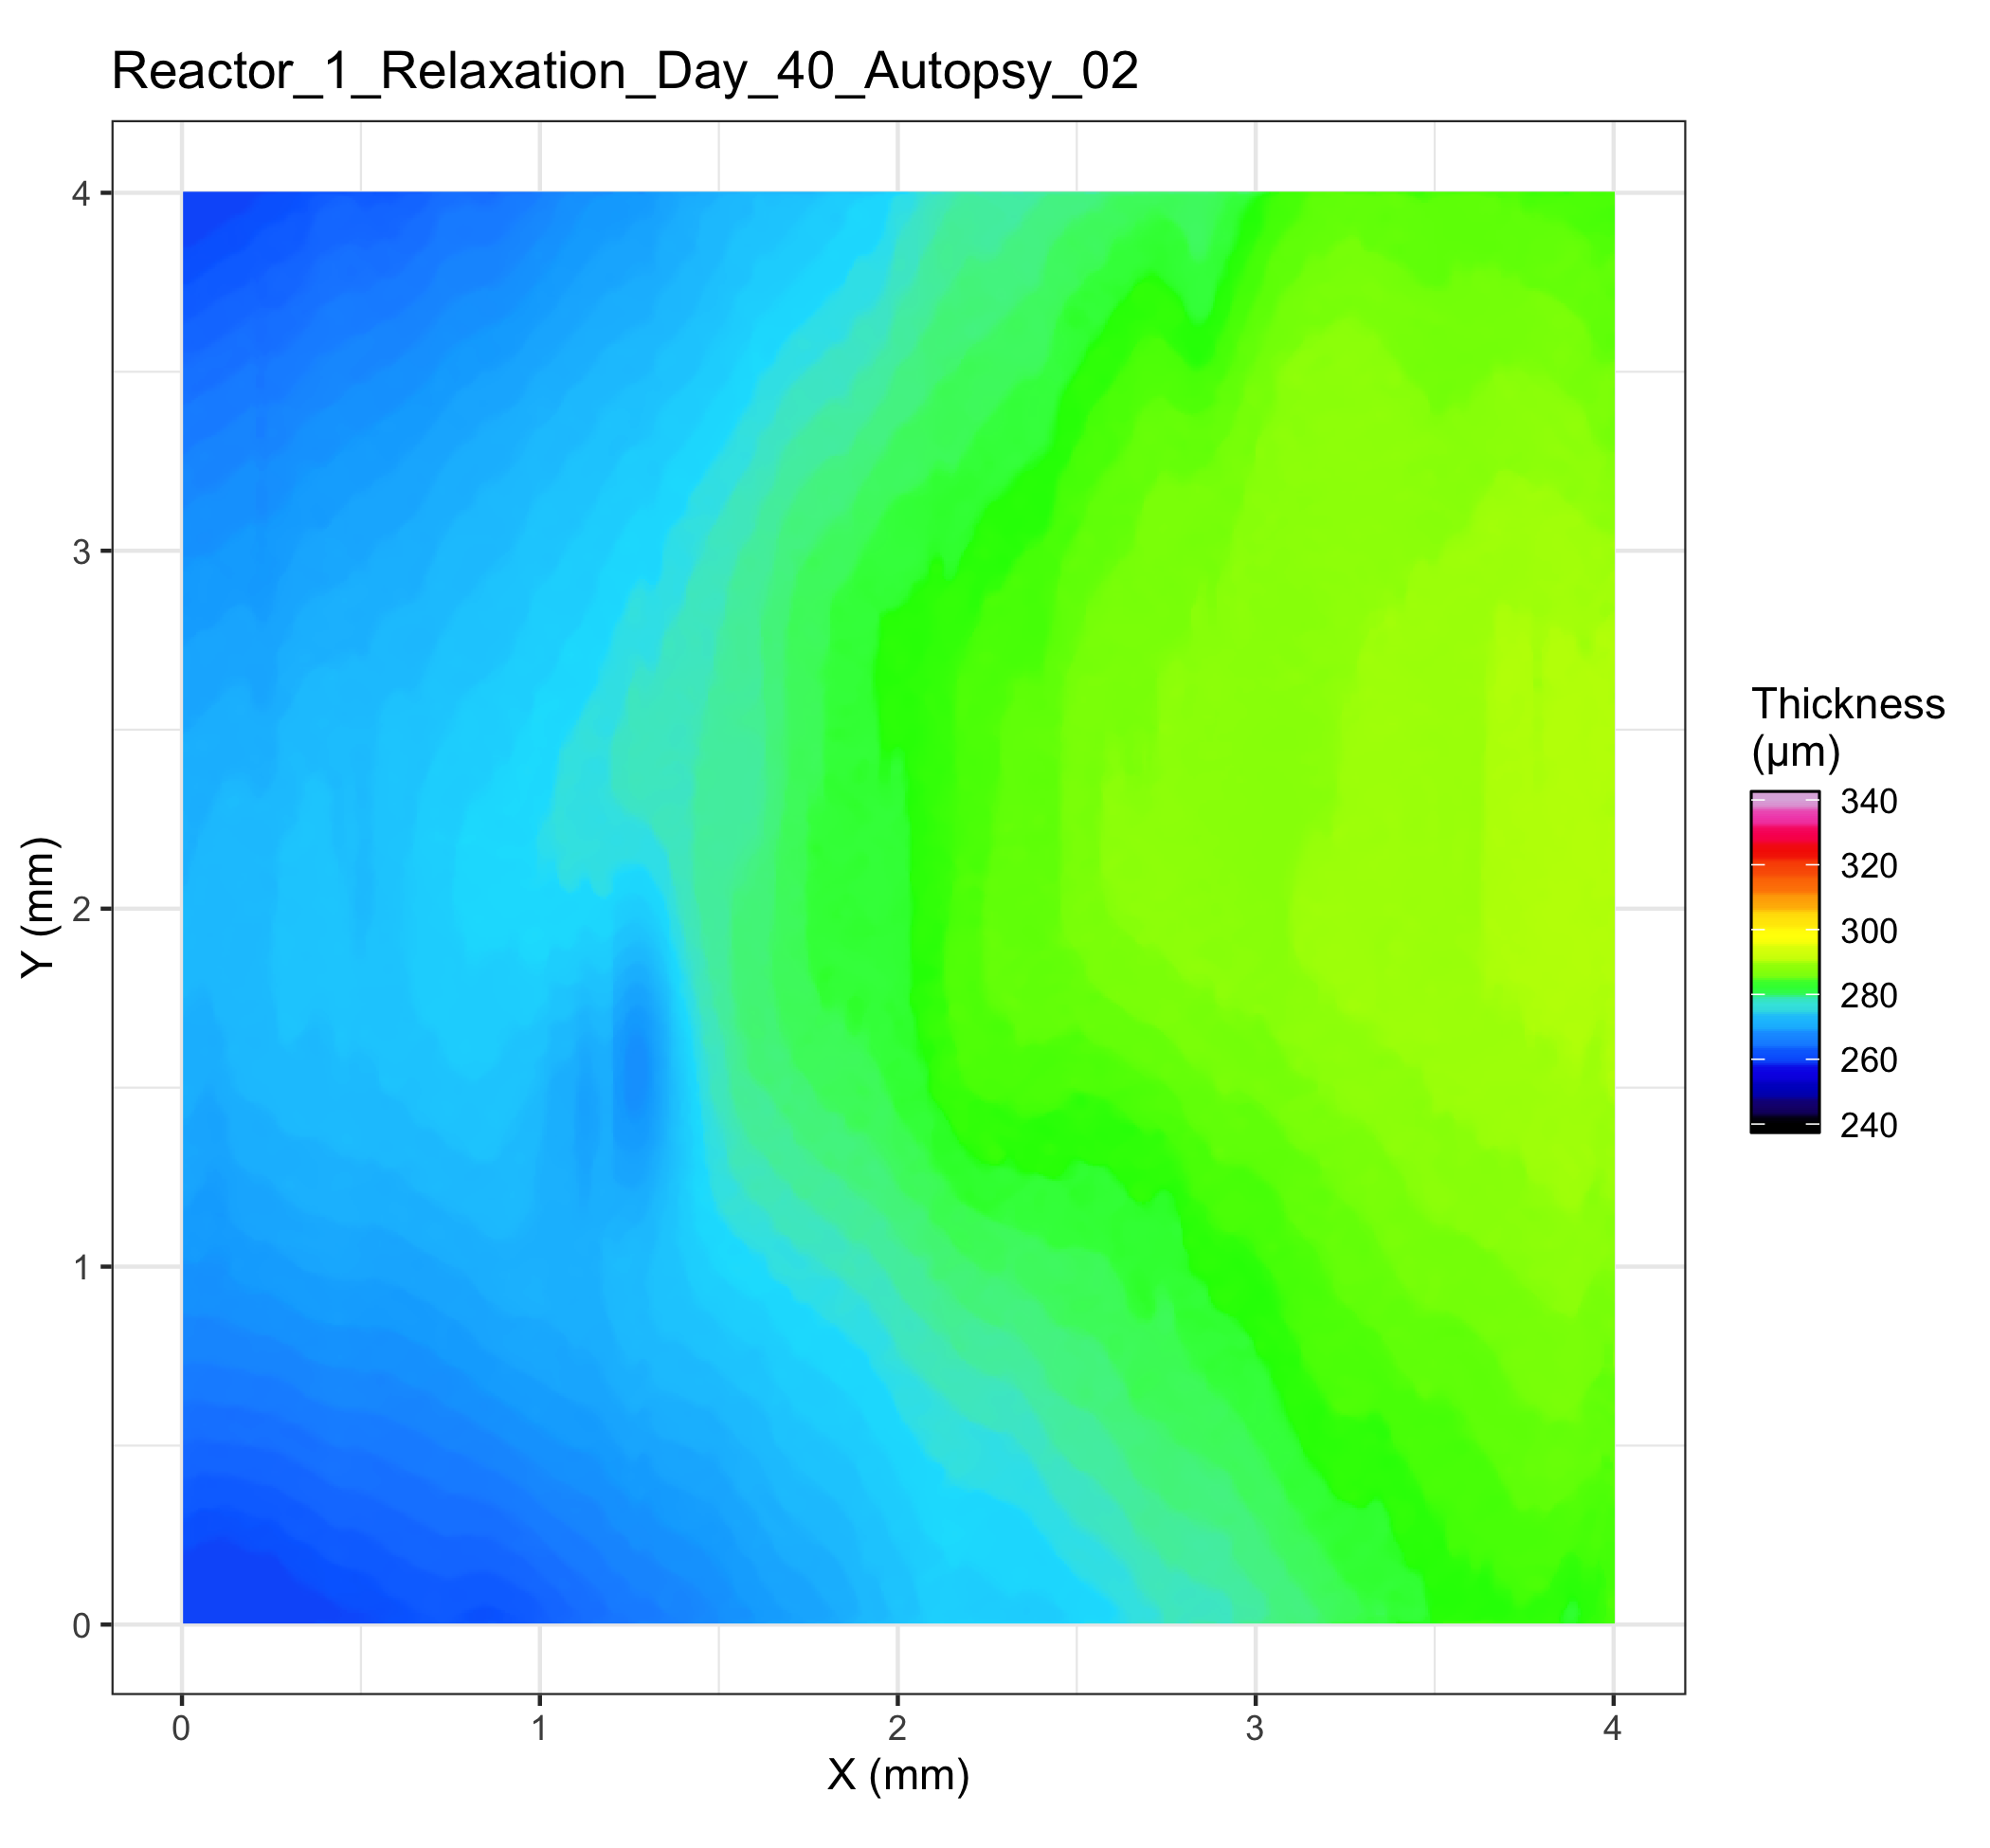 Reactor_1_Relaxation_Day_40_Autopsy_02
4
3
2
1
0
Y (mm)
0 1 2 3 4
X (mm)
Thickness
(µm)
340
320
300
280
260
240